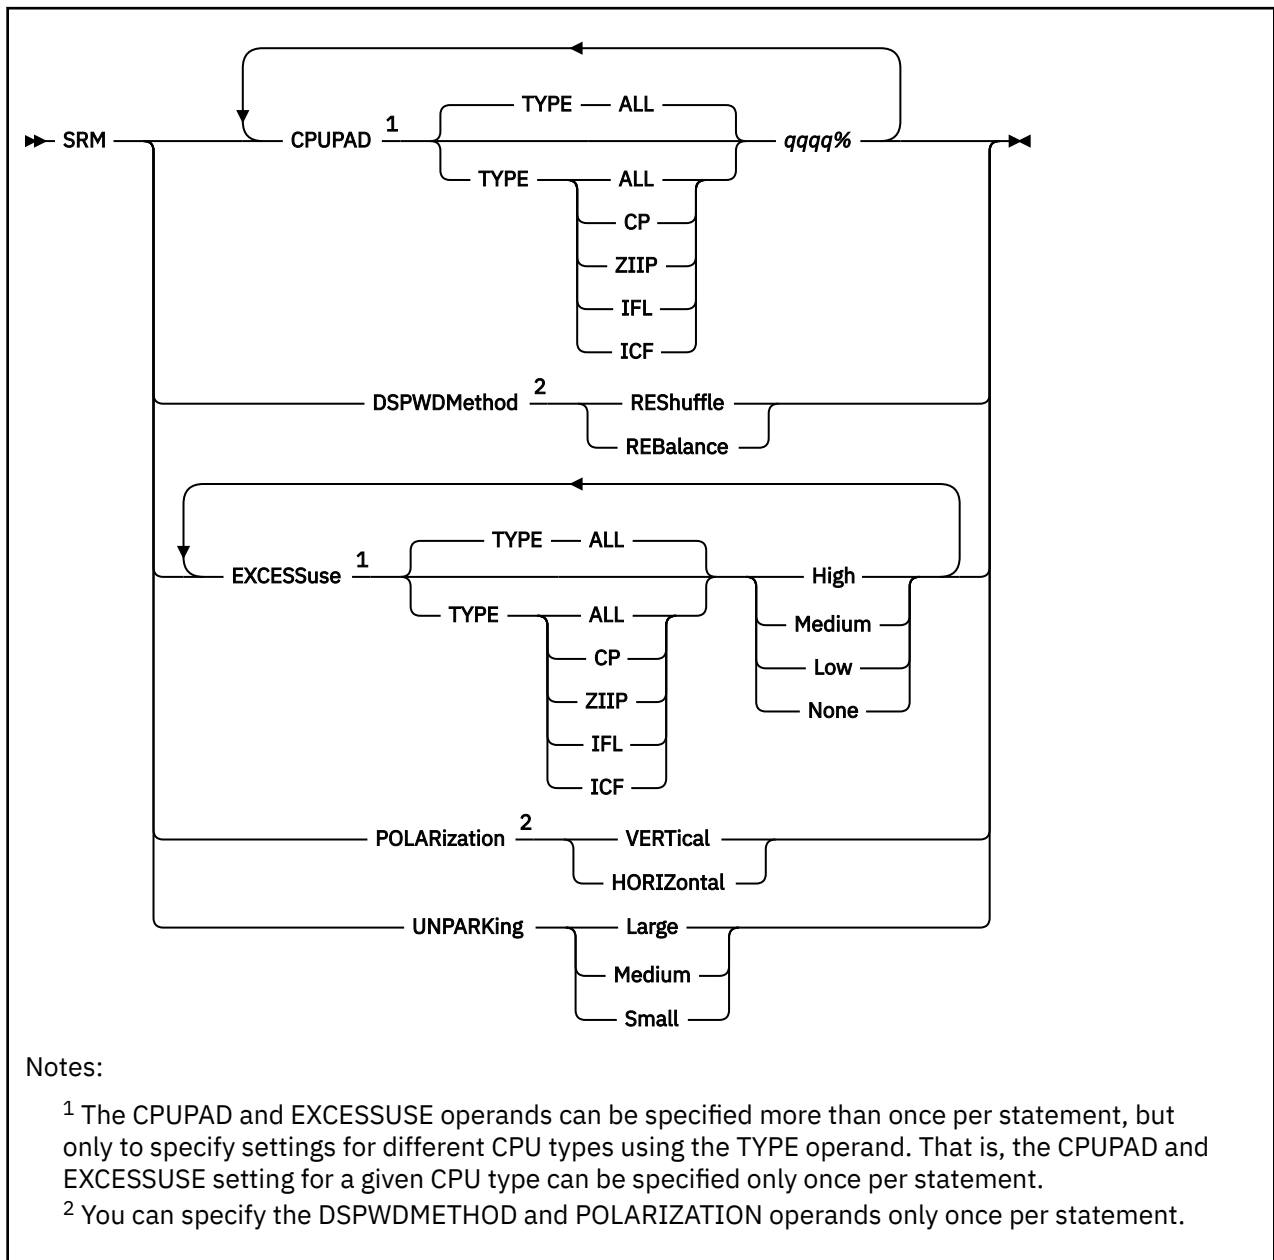 TYPE ALL
SRM CPUPAD 1 qqqq%
TYPE ALL
CP
ZIIP
IFL
ICF
DSPWDMethod 2 REShuffle
REBalance
TYPE ALL
EXCESSuse 1 High
TYPE ALL Medium
CP Low
ZIIP None
IFL
ICF
POLARization 2 VERTical
HORIZontal
UNPARKing Large
Medium
Small
Notes:
1 The CPUPAD and EXCESSUSE operands can be specified more than once per statement, but
only to specify settings for different CPU types using the TYPE operand. That is, the CPUPAD and
EXCESSUSE setting for a given CPU type can be specified only once per statement.
2 You can specify the DSPWDMETHOD and POLARIZATION operands only once per statement.